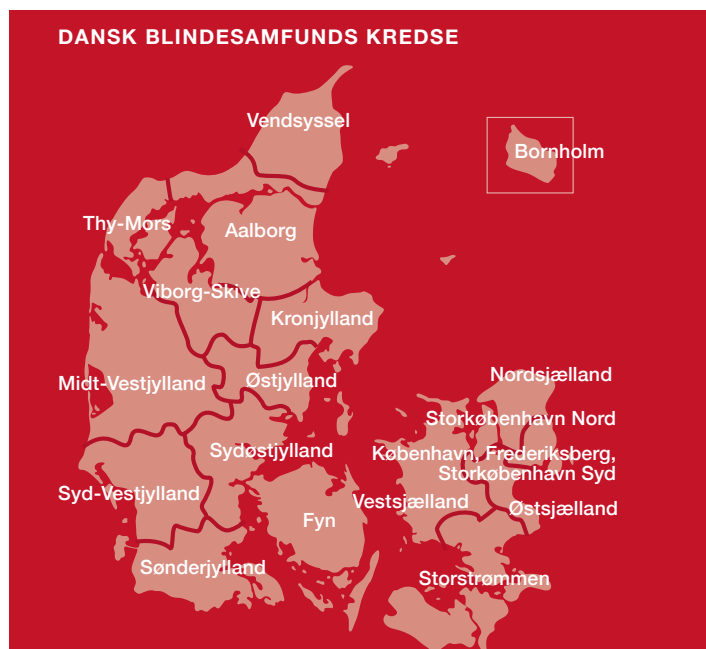 DANSK BLINDESAMFUNDS KREDSE
Vendsyssel
Bornholm
Thy-Mors
Aalborg
Viborg-Skive
Kronjylland
Midt-Vestjylland
Østjylland
Nordsjælland
Storkøbenhavn Nord
København, Frederiksberg,
Storkøbenhavn Syd
Sydøstjylland
Syd-Vestjylland
Vestsjælland
Østsjælland
Fyn
Sønderjylland
Storstrømmen